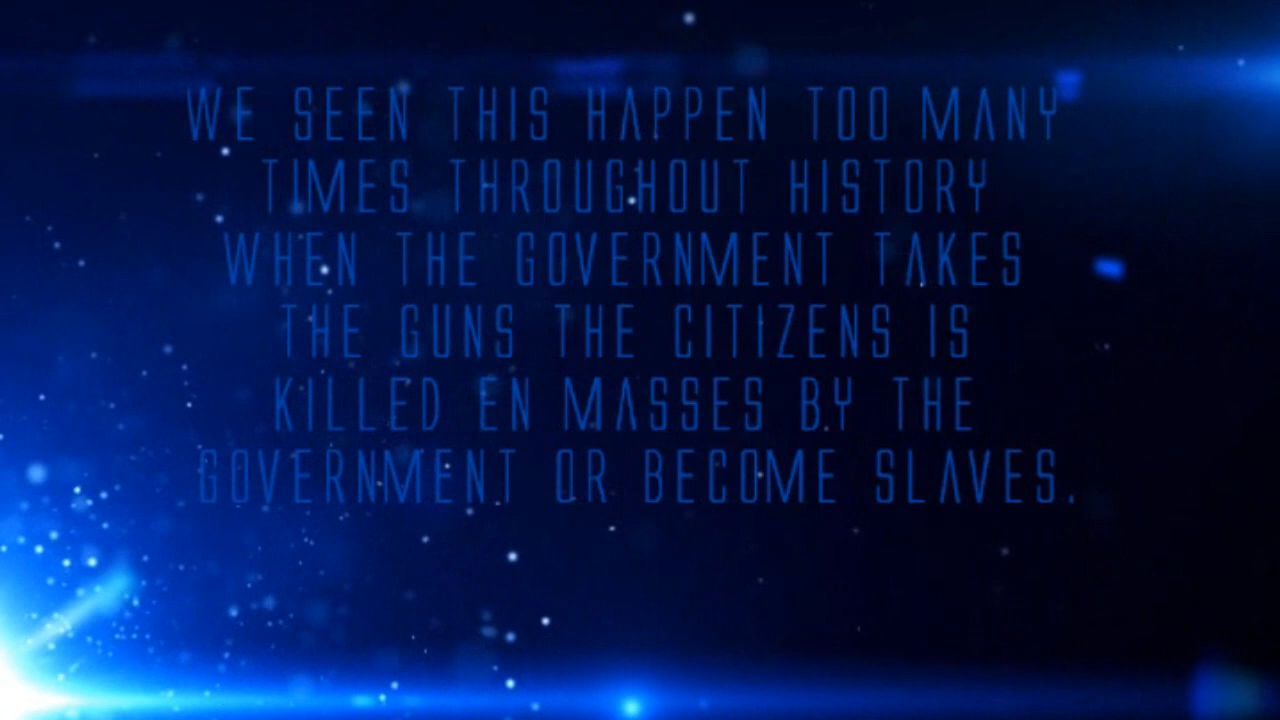 WE SEEN THIS HAPPEN TOO MANY
TIMES THROUGHOUT HISTORY
WHEN THE GOVERNMENT TAKES
THE GUNS THE CITIZENS IS
KILLED EN MASSES BY THE
GOVERNMENT OR BECOME SLAVES.